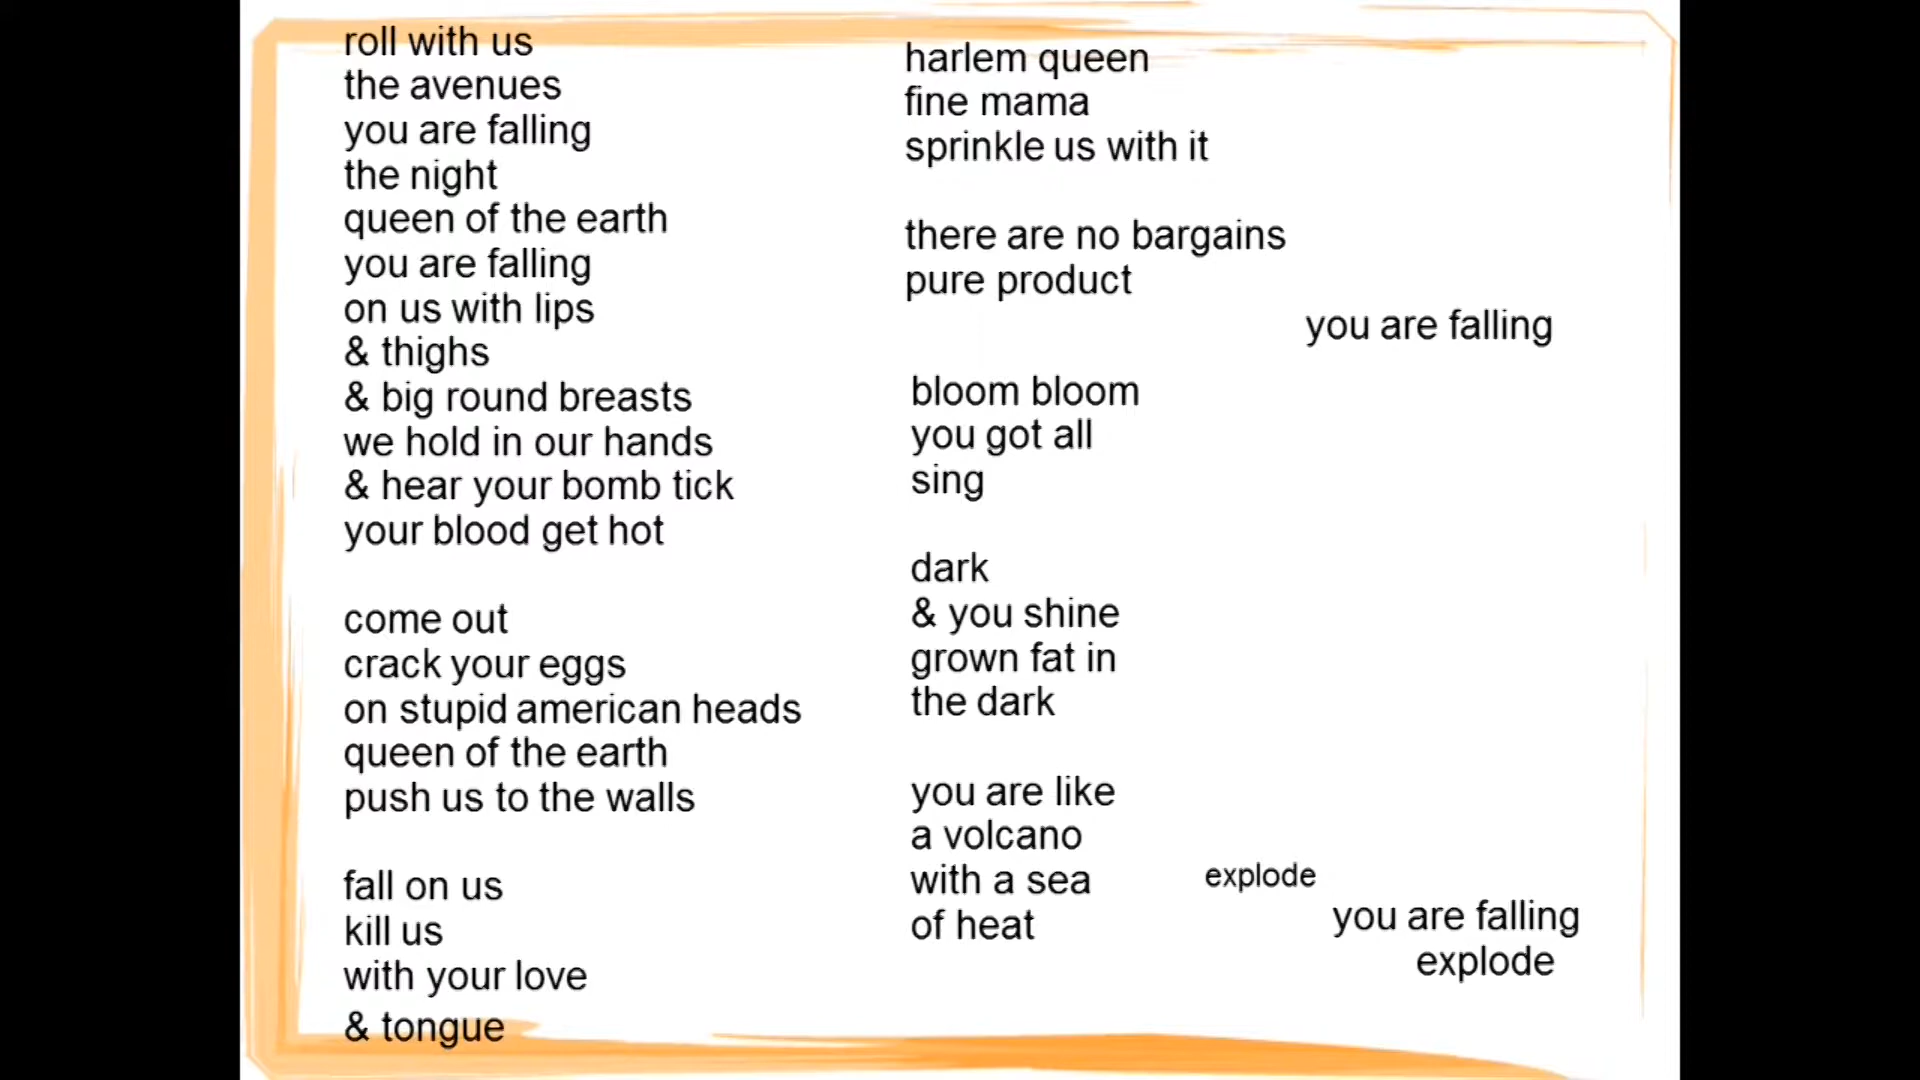 roll with us
the avenues
you are falling
the night
queen of the earth
you are falling
on us with lips
& thighs
& big round breasts
we hold in our hands
& hear your bomb tick
your blood get hot
come out
crack your eggs
on stupid american heads
queen of the earth
push us to the walls
fall on us
kill us
with your love
& tongue
harlem queen
fine mama
sprinkle us with it
there are no bargains
pure product
you are falling
bloom bloom
you got all
sing
dark
& you shine
grown fat in
the dark
you are like
a volcano
with a sea
of heat
explode
you are falling
explode